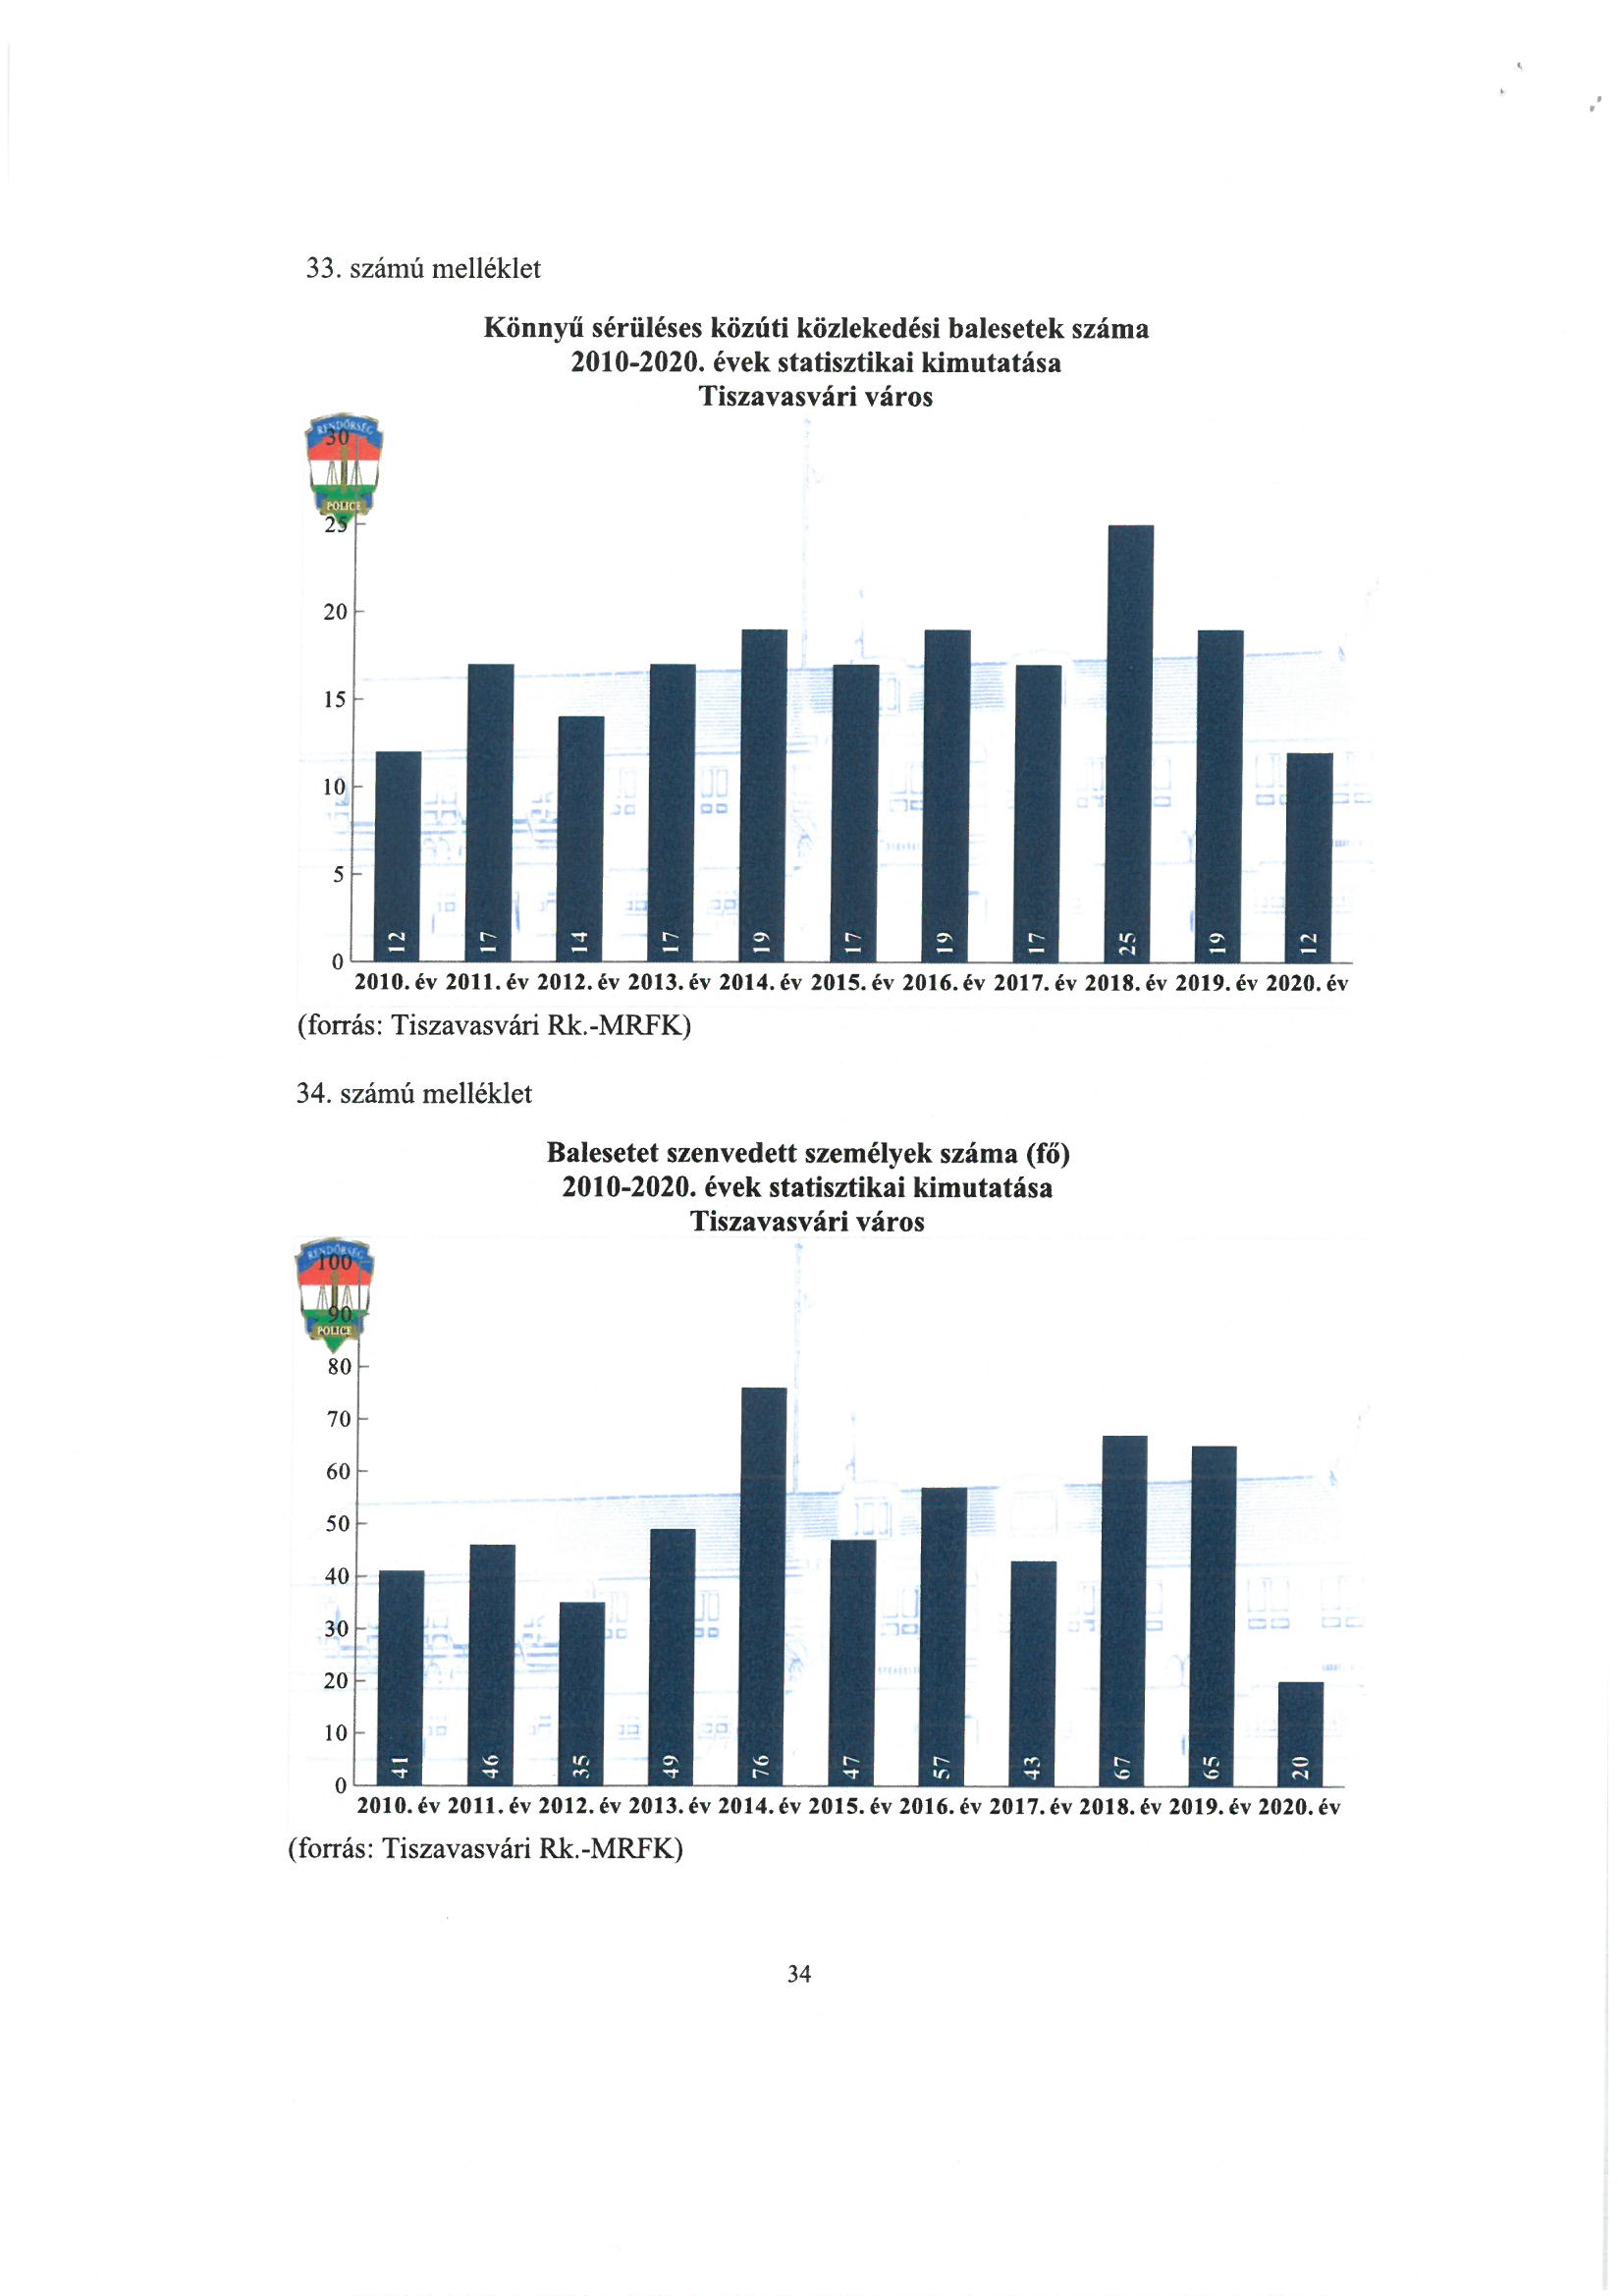 33. számú melléklet
Könnyű sérüléses közúti közlekedési balesetek száma
2010-2020. évek statisztikai kimutatása
Tiszavasvári város
RENDŐRSÉG
30
POLICE
25
20
15
10
5
0
12 17 14 17 19 17 19 17 25 19 12
2010. év 2011. év 2012. év 2013. év 2014. év 2015. év 2016. év 2017. év 2018. év 2019. év 2020. év
(forrás: Tiszavasvári Rk.-MRFK)
34. számú melléklet
Balesetet szenvedett személyek száma (fő)
2010-2020. évek statisztikai kimutatása
Tiszavasvári város
RENDŐRSÉG
100
90
POLICE
80
70
60
50
40
30
20
10
0
41 46 35 49 76 47 57 43 67 65 20
2010. év 2011. év 2012. év 2013. év 2014. év 2015. év 2016. év 2017. év 2018. év 2019. év 2020. év
(forrás: Tiszavasvári Rk.-MRFK)
34